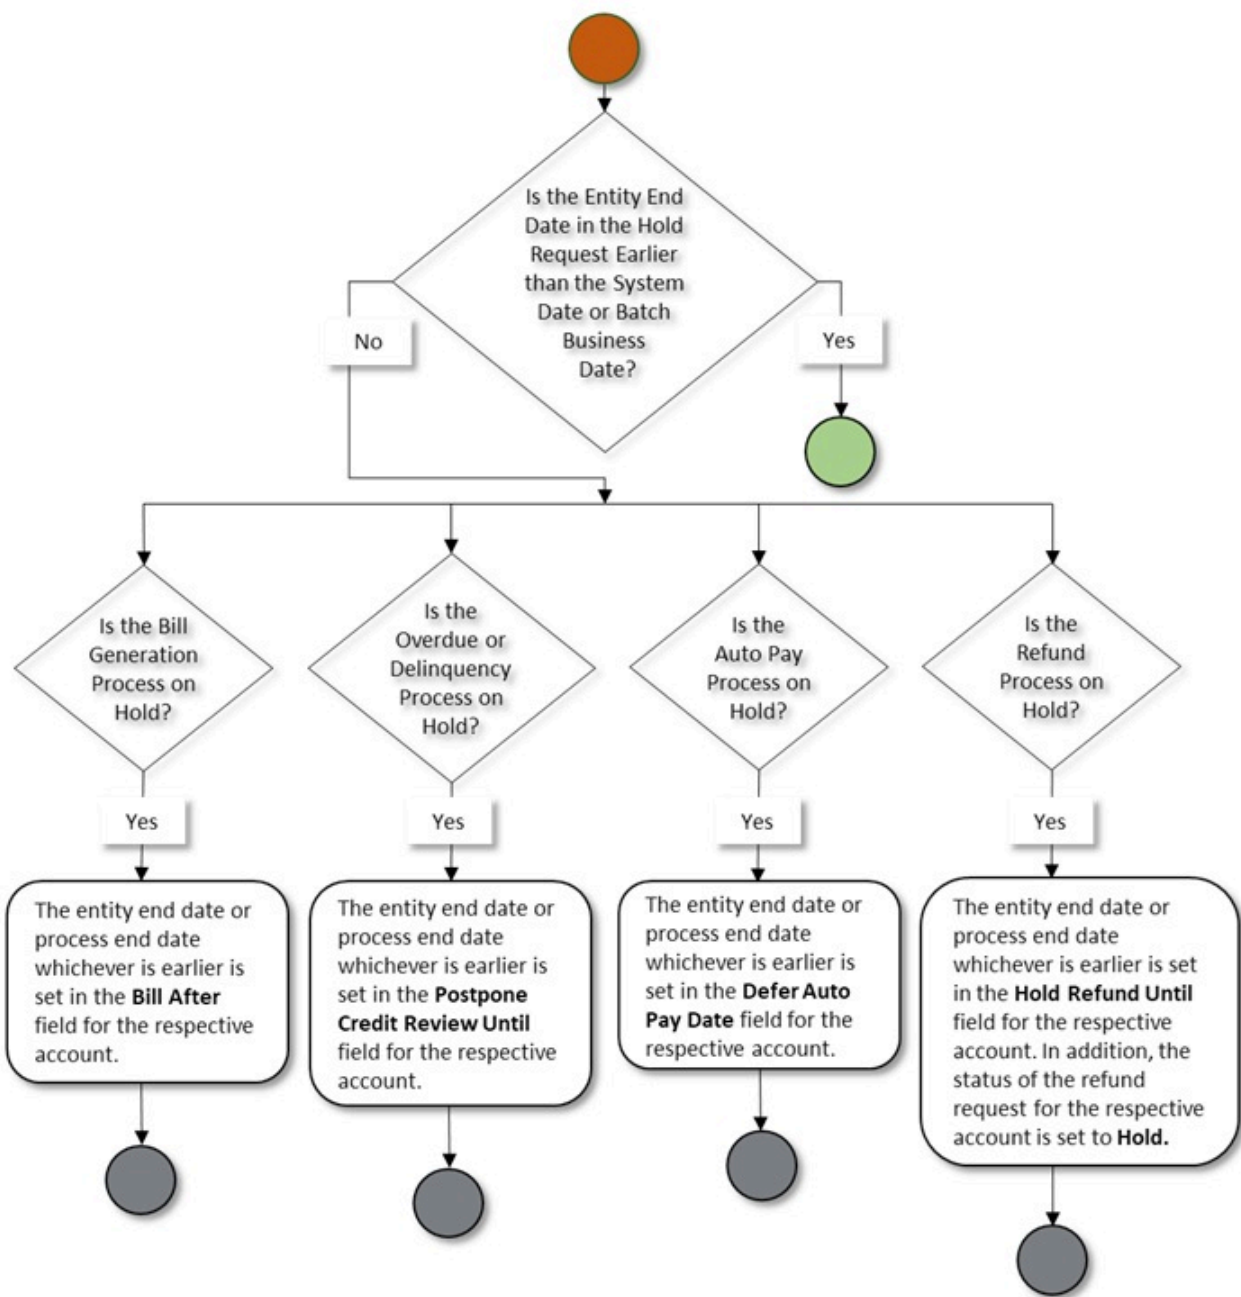 Is the Entity End
Date in the Hold
Request Earlier
than the System
Date or Batch
Business
Date?
No
Yes
Is the Bill
Generation
Process on
Hold?
Is the
Overdue or
Delinquency
Process on
Hold?
Is the
Auto Pay
Process on
Hold?
Is the
Refund
Process on
Hold?
Yes
Yes
Yes
Yes
The entity end date or
process end date
whichever is earlier is
set in the Bill After
field for the respective
account.
The entity end date or
process end date
whichever is earlier is
set in the Postpone
Credit Review Until
field for the respective
account.
The entity end date or
process end date
whichever is earlier is
set in the Defer Auto
Pay Date field for the
respective account.
The entity end date or
process end date
whichever is earlier is set
in the Hold Refund Until
field for the respective
account. In addition, the
status of the refund
request for the respective
account is set to Hold.